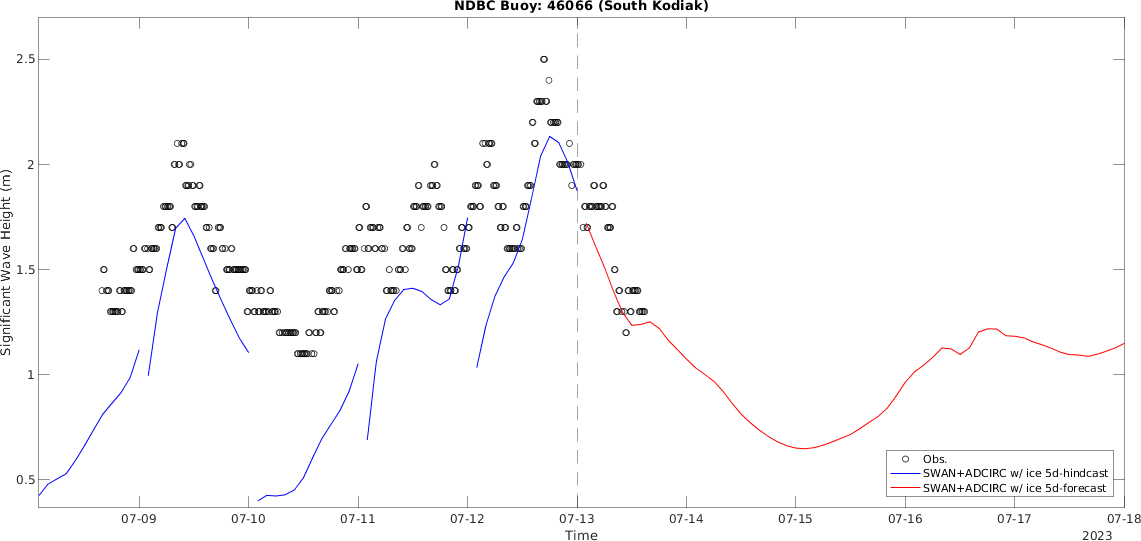 NDBC Buoy: 46066 (South Kodiak)
Significant Wave Height (m)
2.5
2
1.5
1
0.5
Obs.
SWAN+ADCIRC w/ ice 5d-hindcast
SWAN+ADCIRC w/ ice 5d-forecast
07-09 07-10 07-11 07-12 07-13 07-14 07-15 07-16 07-17 07-18
Time
2023